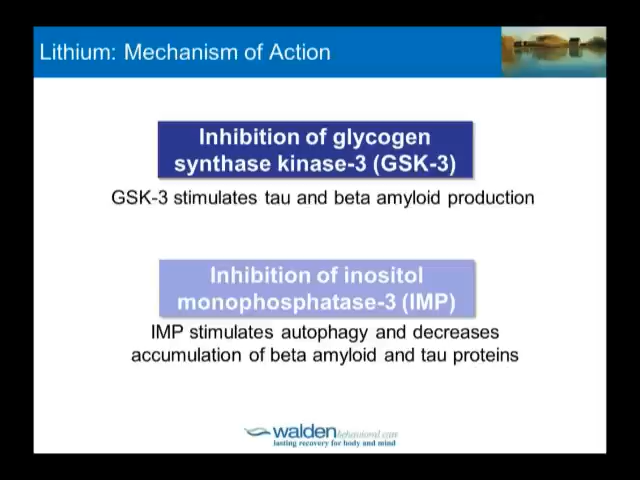 Lithium: Mechanism of Action
Inhibition of glycogen
synthase kinase-3 (GSK-3)
GSK-3 stimulates tau and beta amyloid production
Inhibition of inositol
monophosphatase-3 (IMP)
IMP stimulates autophagy and decreases
accumulation of beta amyloid and tau proteins
walden behavioral care
lasting recovery for body and mind